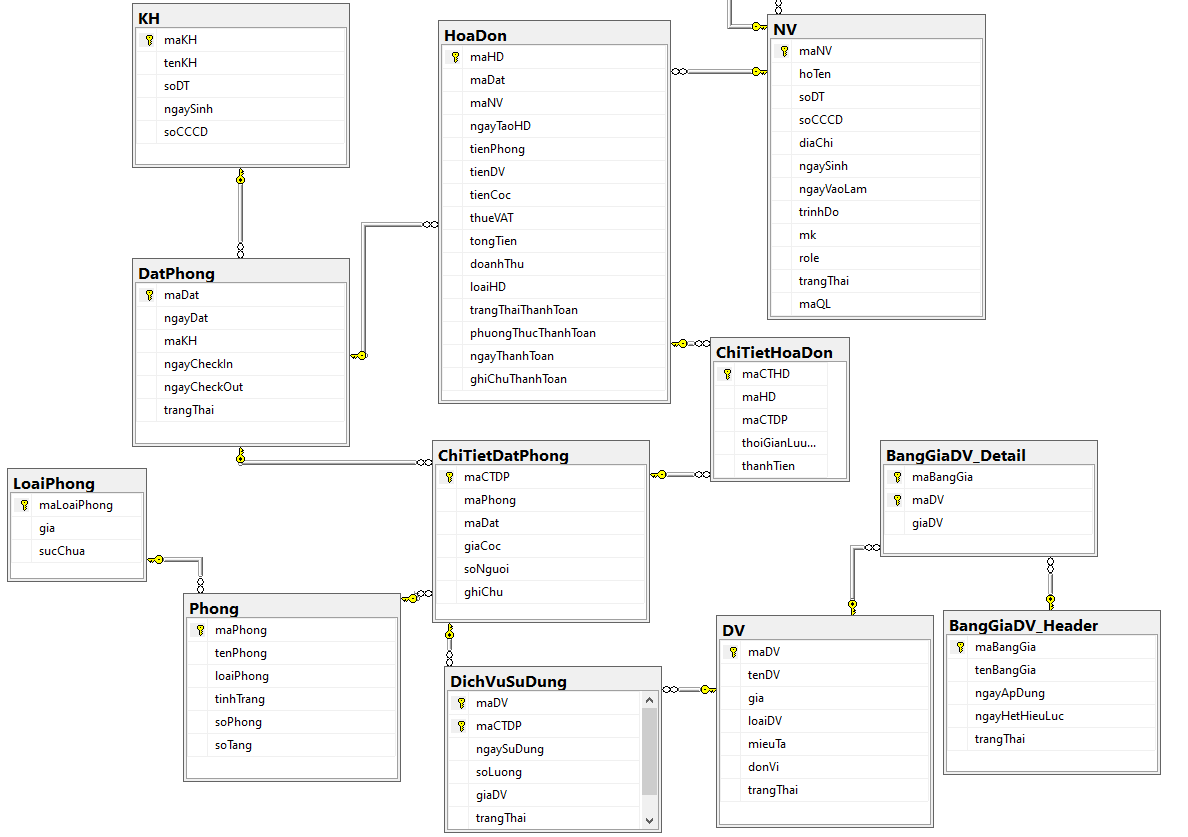 KH
maKH
tenKH
soDT
ngaySinh
soCCCD
HoaDon
maHD
maDat
maNV
ngayTaoHD
tienPhong
tienDV
tienCoc
thueVAT
tongTien
doanhThu
loaiHD
trangThaiThanhToan
phuongThucThanhToan
ngayThanhToan
ghiChuThanhToan
NV
maNV
hoTen
soDT
soCCCD
diaChi
ngaySinh
ngayVaoLam
trinhDo
mk
role
trangThai
maQL
DatPhong
maDat
ngayDat
maKH
ngayCheckIn
ngayCheckOut
trangThai
ChiTietHoaDon
maCTHD
maHD
maCTDP
thoiGianLuu...
thanhTien
LoaiPhong
maLoaiPhong
gia
sucChua
ChiTietDatPhong
maCTDP
maPhong
maDat
giaCoc
soNguoi
ghiChu
BangGiaDV_Detail
maBangGia
maDV
giaDV
Phong
maPhong
tenPhong
loaiPhong
tinhTrang
soPhong
soTang
DichVuSuDung
maDV
maCTDP
ngaySuDung
soLuong
giaDV
trangThai
DV
maDV
tenDV
gia
loaiDV
mieuTa
donVi
trangThai
BangGiaDV_Header
maBangGia
tenBangGia
ngayApDung
ngayHetHieuLuc
trangThai